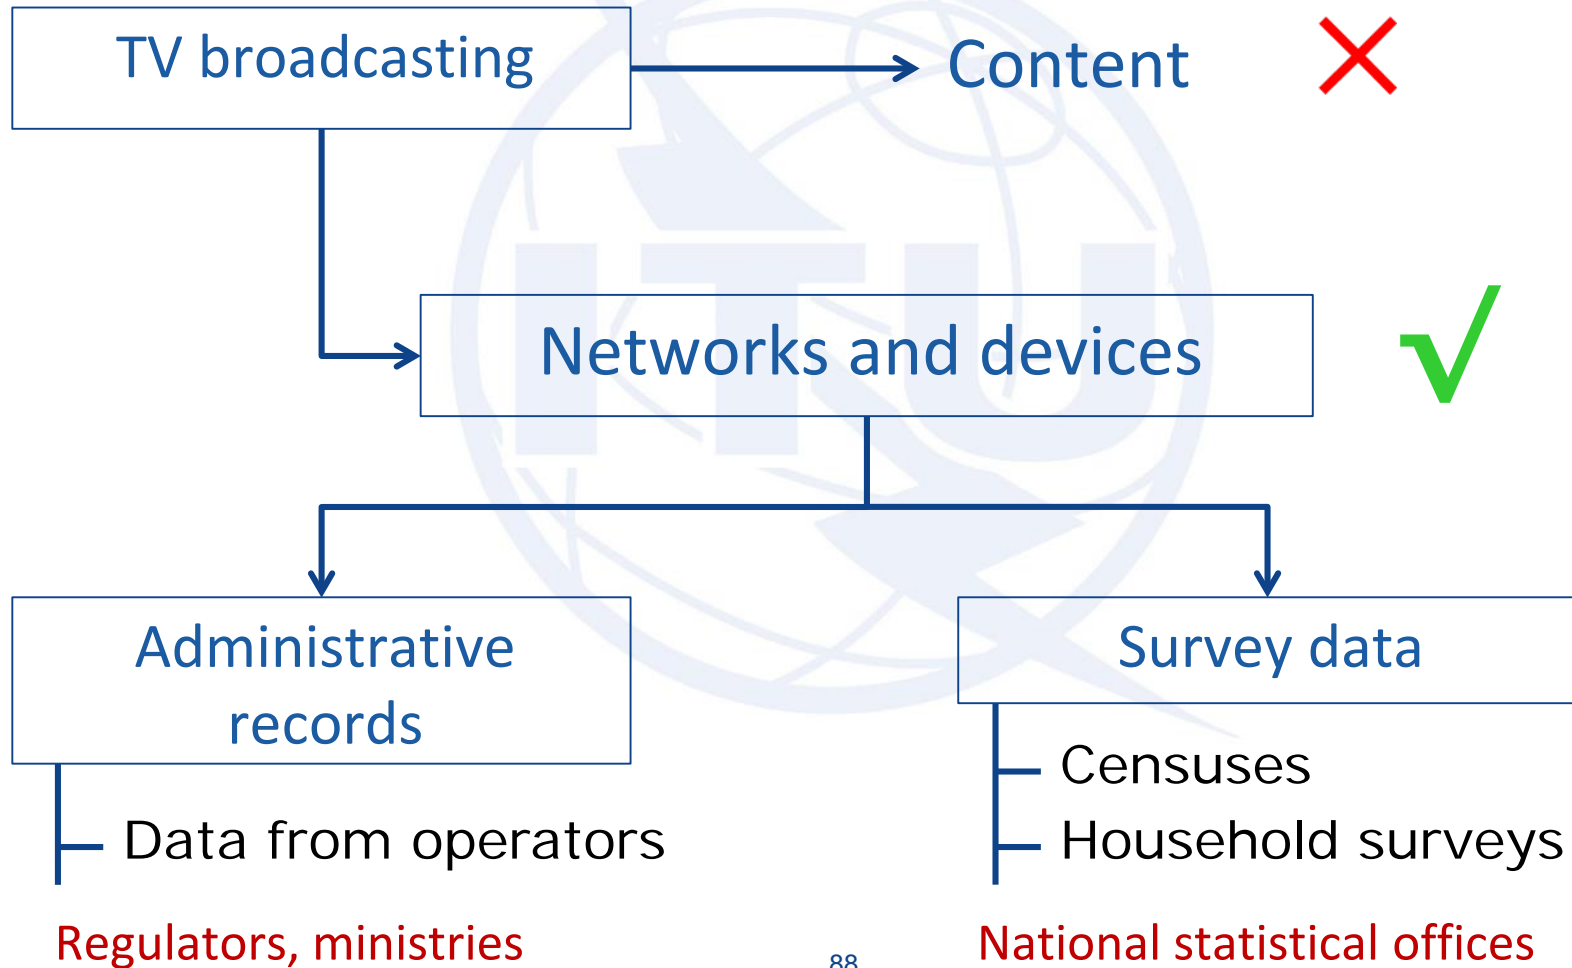 TV broadcasting
Content
Networks and devices
Administrative
records
Survey data
Data from operators
Censuses
Household surveys
Regulators, ministries
National statistical offices
88
ITU